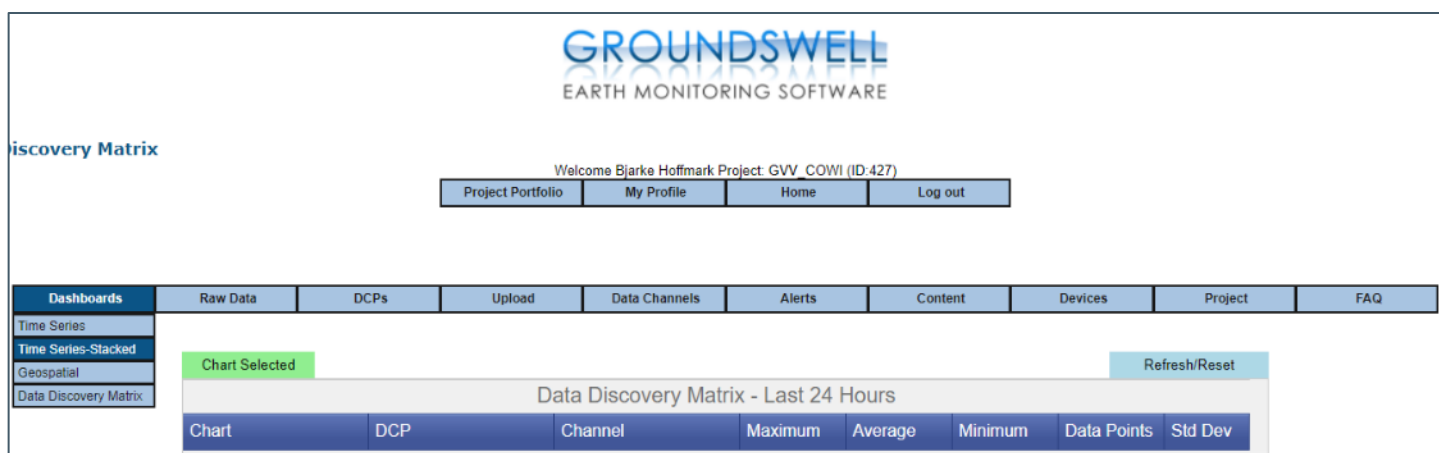 GROUNDSWELL
EARTH MONITORING SOFTWARE
iscovery Matrix
Welcome Bjarke Hoffmark Project: GVV_COWI (ID:427)
Project Portfolio My Profile Home Log out
Dashboards Raw Data DCPs Upload Data Channels Alerts Content Devices Project FAQ
Time Series
Time Series-Stacked
Geospatial
Data Discovery Matrix
Chart Selected Refresh/Reset
Data Discovery Matrix - Last 24 Hours
Chart DCP Channel Maximum Average Minimum Data Points Std Dev